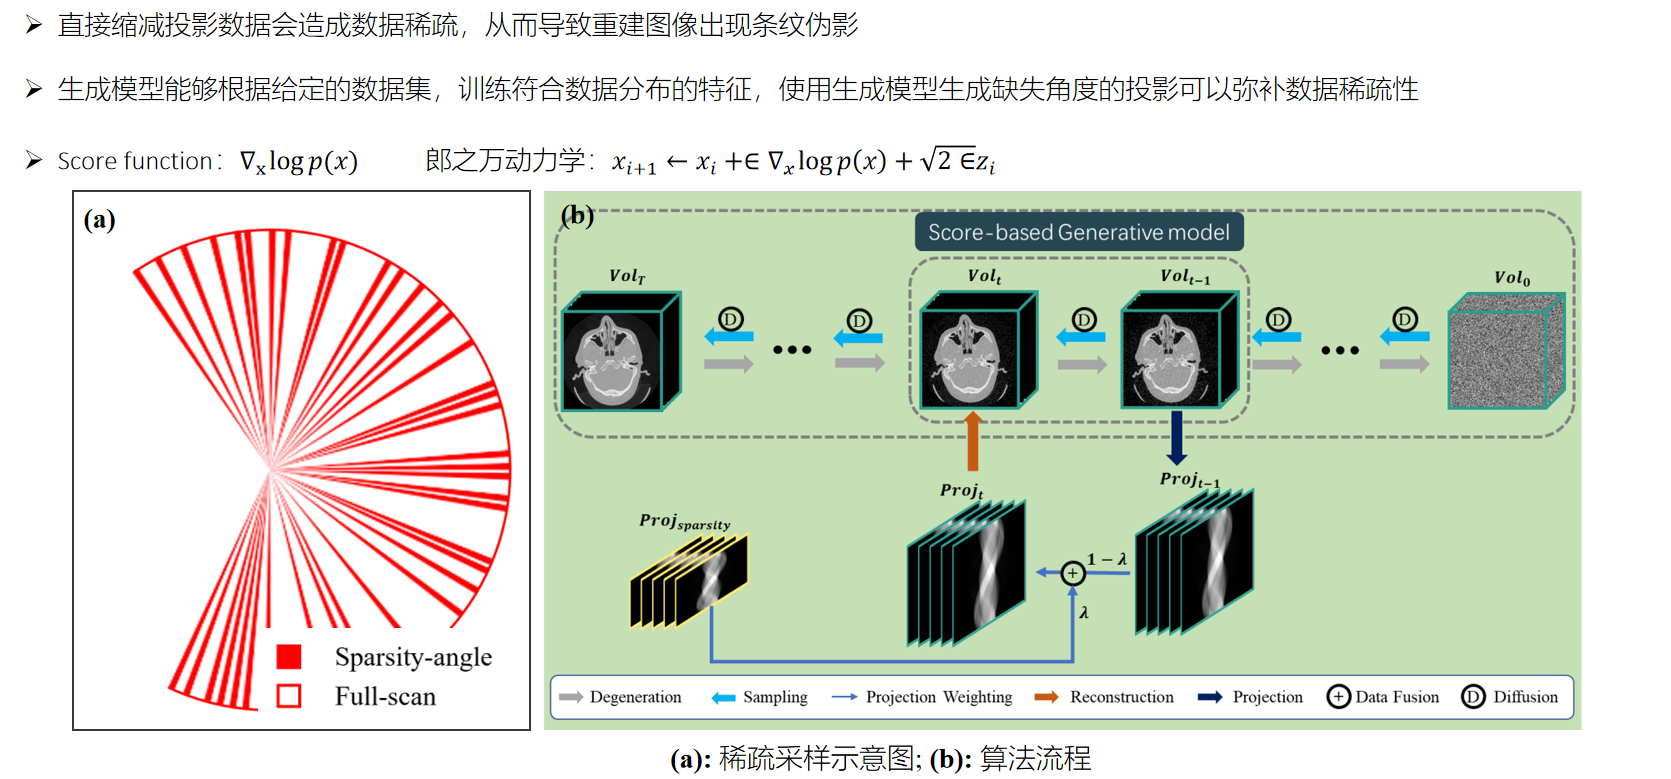 ➢ 直接缩减投影数据会造成数据稀疏，从而导致重建图像出现条纹伪影
➢ 生成模型能够根据给定的数据集，训练符合数据分布的特征，使用生成模型生成缺失角度的投影可以弥补数据稀疏性
➢ Score function：∇ₓlog p(x) 郎之万动力学：xᵢ₊₁ ← xᵢ +∈ ∇ₓlog p(x) + √(2 ∈)zᵢ
(a)
Sparsity-angle
Full-scan
(b)
Score-based Generative model
Vol_T
Vol_t
Vol_{t−1}
Vol_0
D D D D D
Proj_t
Proj_{t−1}
Proj_{sparsity}
1 − λ
+
λ
Degeneration Sampling Projection Weighting Reconstruction Projection + Data Fusion D Diffusion
(a): 稀疏采样示意图; (b): 算法流程